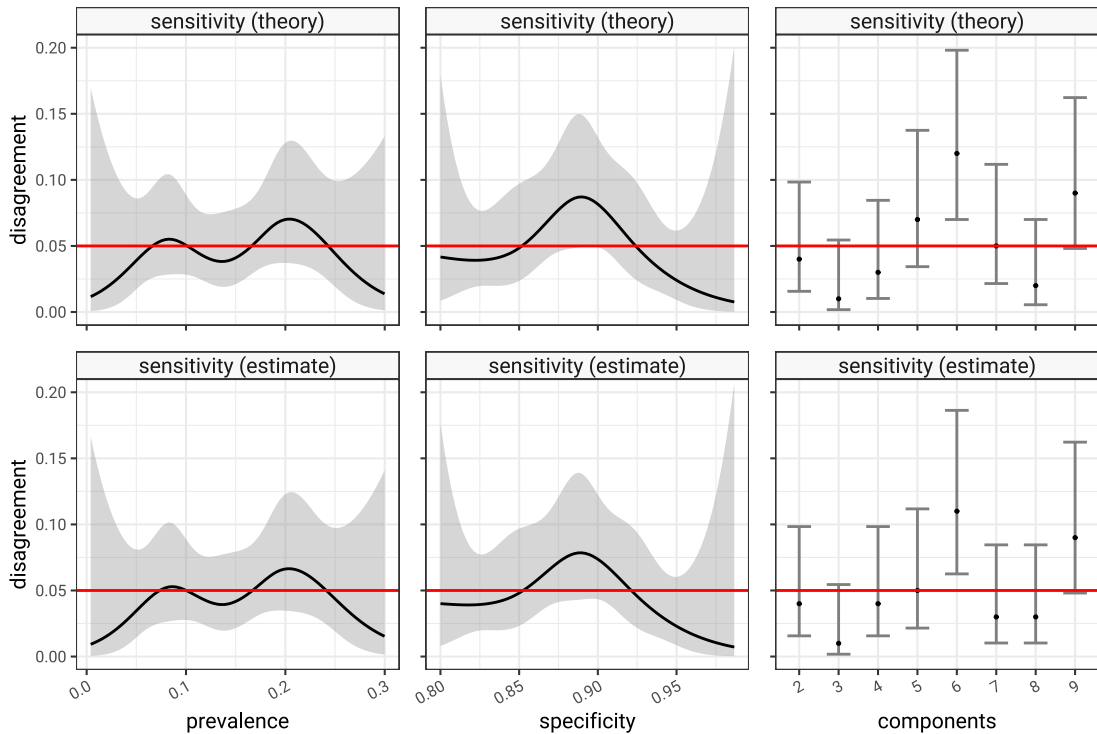 sensitivity (theory)
sensitivity (theory)
sensitivity (theory)
disagreement
0.20
0.15
0.10
0.05
0.00
sensitivity (estimate)
sensitivity (estimate)
sensitivity (estimate)
disagreement
0.20
0.15
0.10
0.05
0.00
0.0 0.1 0.2 0.3
0.80 0.85 0.90 0.95
2 3 4 5 6 7 8 9
prevalence
specificity
components